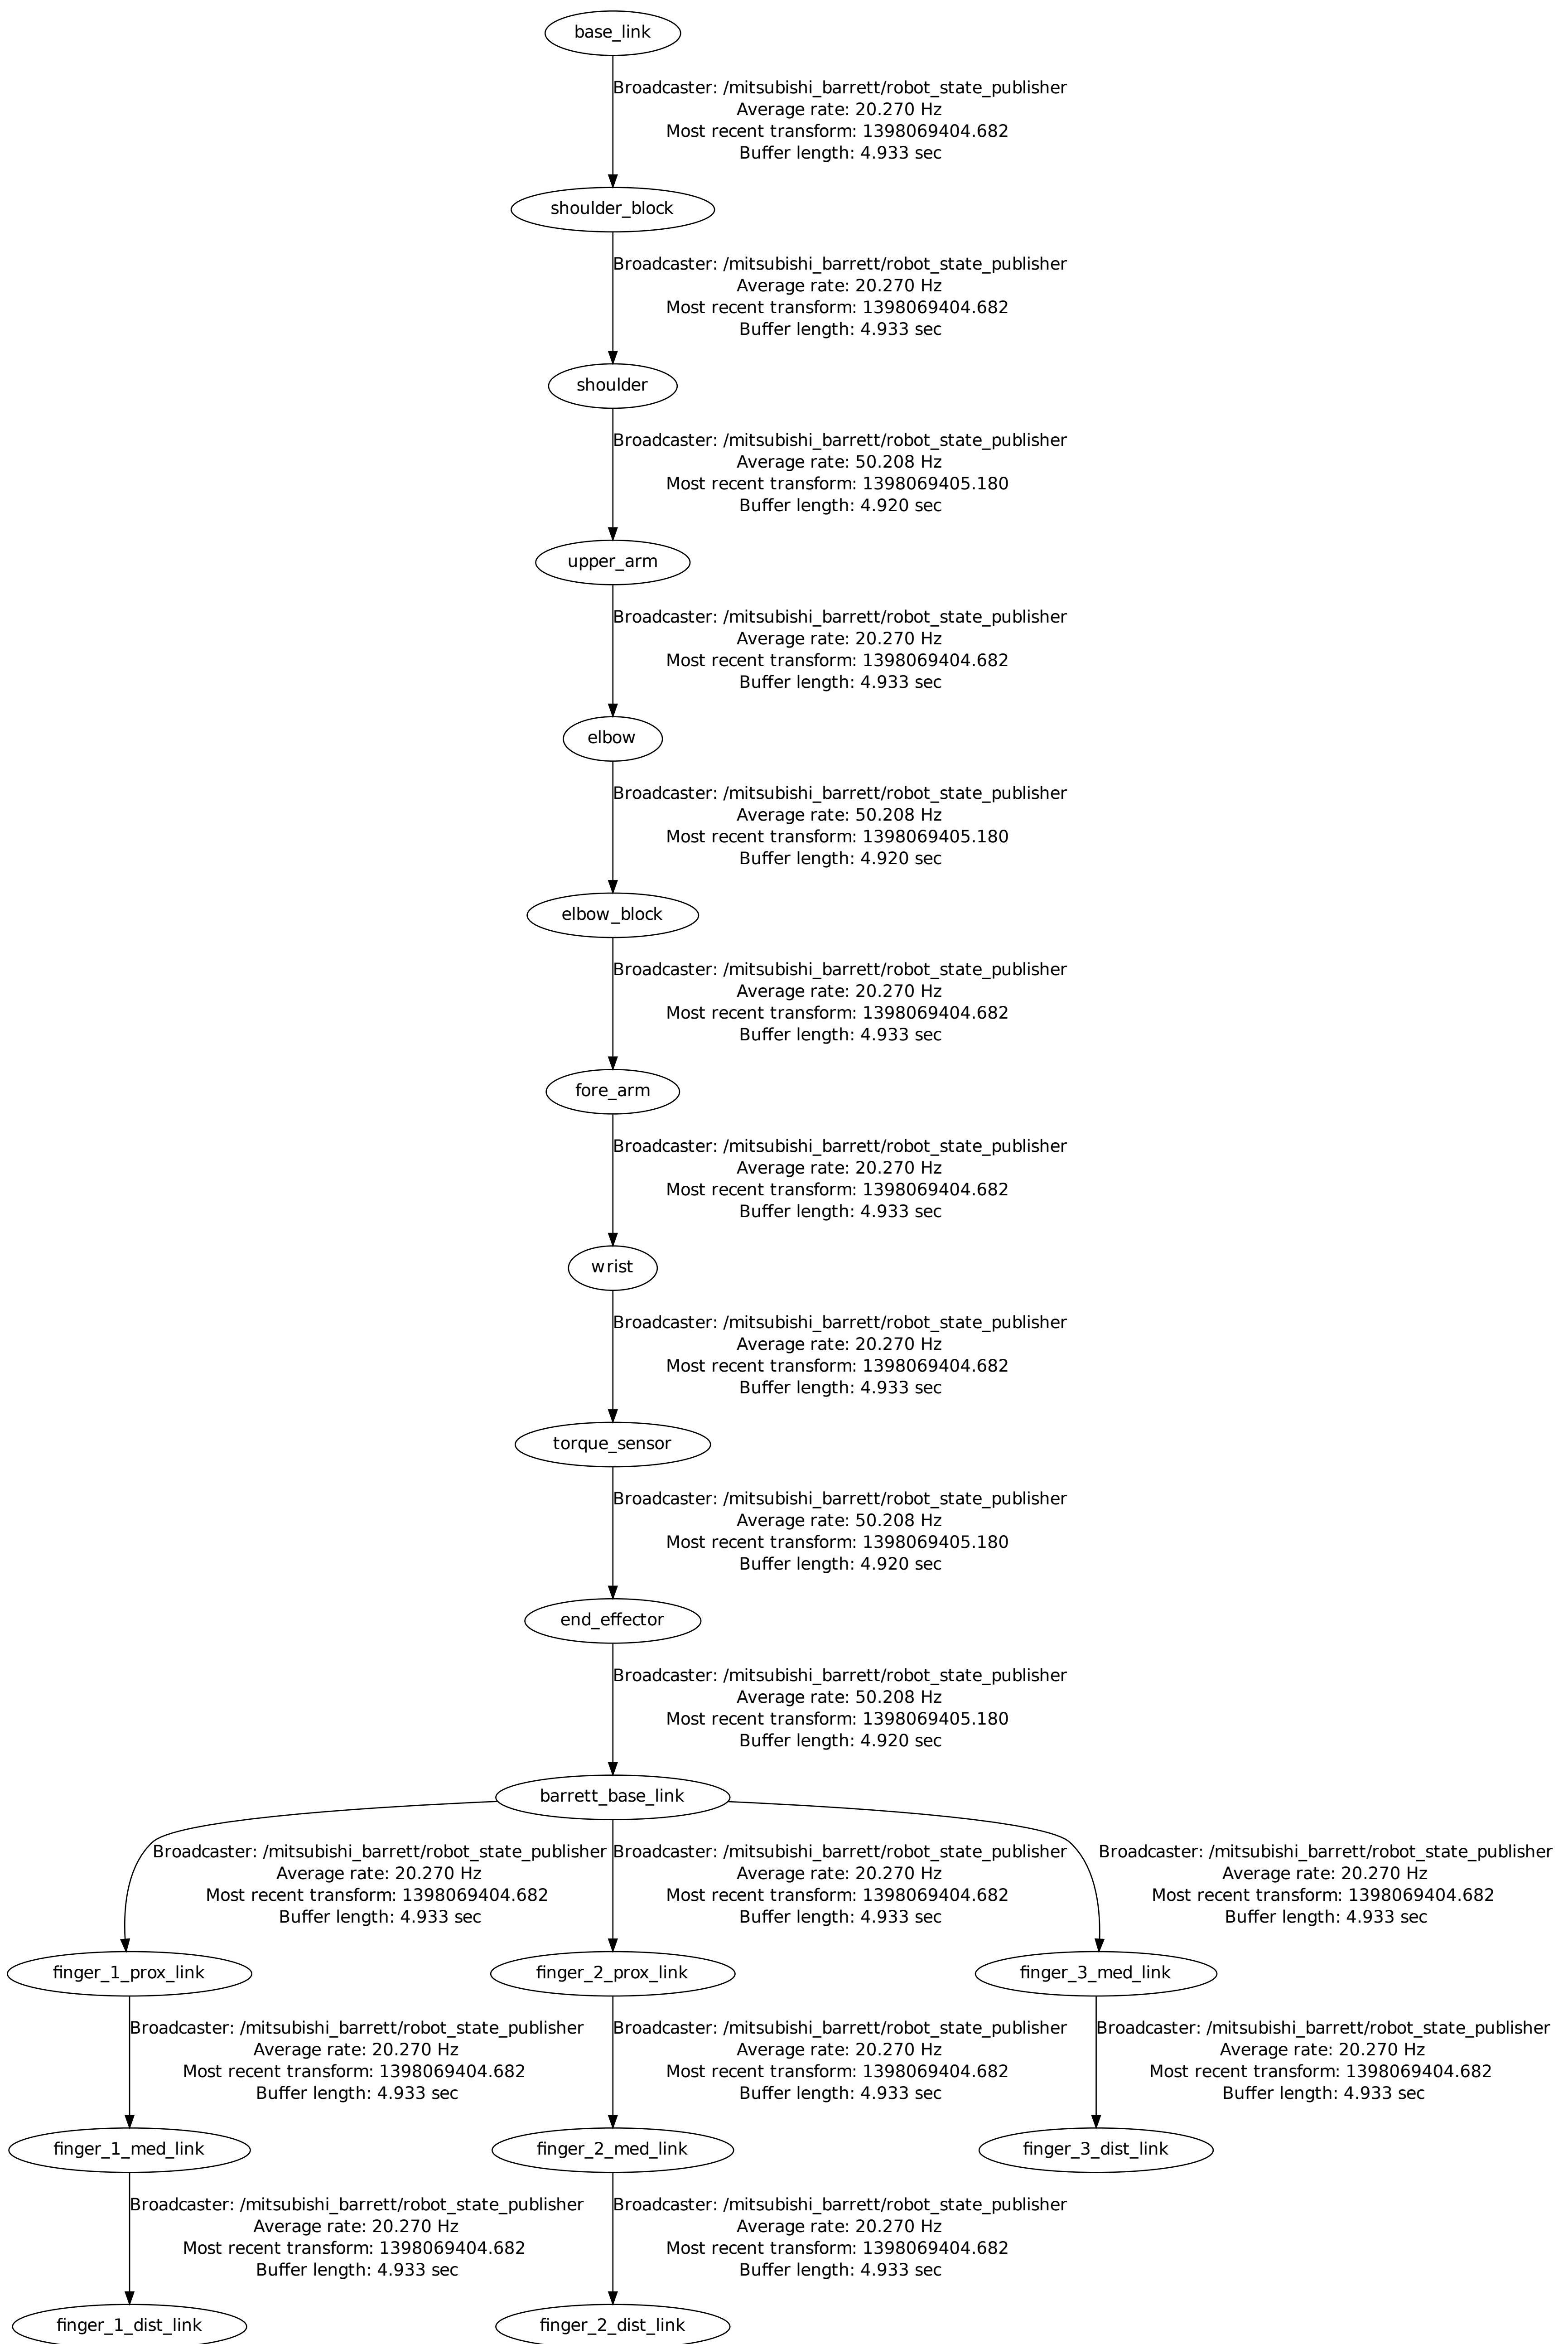 base_link
Broadcaster: /mitsubishi_barrett/robot_state_publisher
Average rate: 20.270 Hz
Most recent transform: 1398069404.682
Buffer length: 4.933 sec
shoulder_block
Broadcaster: /mitsubishi_barrett/robot_state_publisher
Average rate: 20.270 Hz
Most recent transform: 1398069404.682
Buffer length: 4.933 sec
shoulder
Broadcaster: /mitsubishi_barrett/robot_state_publisher
Average rate: 50.208 Hz
Most recent transform: 1398069405.180
Buffer length: 4.920 sec
upper_arm
Broadcaster: /mitsubishi_barrett/robot_state_publisher
Average rate: 20.270 Hz
Most recent transform: 1398069404.682
Buffer length: 4.933 sec
elbow
Broadcaster: /mitsubishi_barrett/robot_state_publisher
Average rate: 50.208 Hz
Most recent transform: 1398069405.180
Buffer length: 4.920 sec
elbow_block
Broadcaster: /mitsubishi_barrett/robot_state_publisher
Average rate: 20.270 Hz
Most recent transform: 1398069404.682
Buffer length: 4.933 sec
fore_arm
Broadcaster: /mitsubishi_barrett/robot_state_publisher
Average rate: 20.270 Hz
Most recent transform: 1398069404.682
Buffer length: 4.933 sec
wrist
Broadcaster: /mitsubishi_barrett/robot_state_publisher
Average rate: 20.270 Hz
Most recent transform: 1398069404.682
Buffer length: 4.933 sec
torque_sensor
Broadcaster: /mitsubishi_barrett/robot_state_publisher
Average rate: 50.208 Hz
Most recent transform: 1398069405.180
Buffer length: 4.920 sec
end_effector
Broadcaster: /mitsubishi_barrett/robot_state_publisher
Average rate: 50.208 Hz
Most recent transform: 1398069405.180
Buffer length: 4.920 sec
barrett_base_link
Broadcaster: /mitsubishi_barrett/robot_state_publisher
Average rate: 20.270 Hz
Most recent transform: 1398069404.682
Buffer length: 4.933 sec
Broadcaster: /mitsubishi_barrett/robot_state_publisher
Average rate: 20.270 Hz
Most recent transform: 1398069404.682
Buffer length: 4.933 sec
Broadcaster: /mitsubishi_barrett/robot_state_publisher
Average rate: 20.270 Hz
Most recent transform: 1398069404.682
Buffer length: 4.933 sec
finger_1_prox_link
finger_2_prox_link
finger_3_med_link
Broadcaster: /mitsubishi_barrett/robot_state_publisher
Average rate: 20.270 Hz
Most recent transform: 1398069404.682
Buffer length: 4.933 sec
Broadcaster: /mitsubishi_barrett/robot_state_publisher
Average rate: 20.270 Hz
Most recent transform: 1398069404.682
Buffer length: 4.933 sec
Broadcaster: /mitsubishi_barrett/robot_state_publisher
Average rate: 20.270 Hz
Most recent transform: 1398069404.682
Buffer length: 4.933 sec
finger_1_med_link
finger_2_med_link
finger_3_dist_link
Broadcaster: /mitsubishi_barrett/robot_state_publisher
Average rate: 20.270 Hz
Most recent transform: 1398069404.682
Buffer length: 4.933 sec
Broadcaster: /mitsubishi_barrett/robot_state_publisher
Average rate: 20.270 Hz
Most recent transform: 1398069404.682
Buffer length: 4.933 sec
finger_1_dist_link
finger_2_dist_link